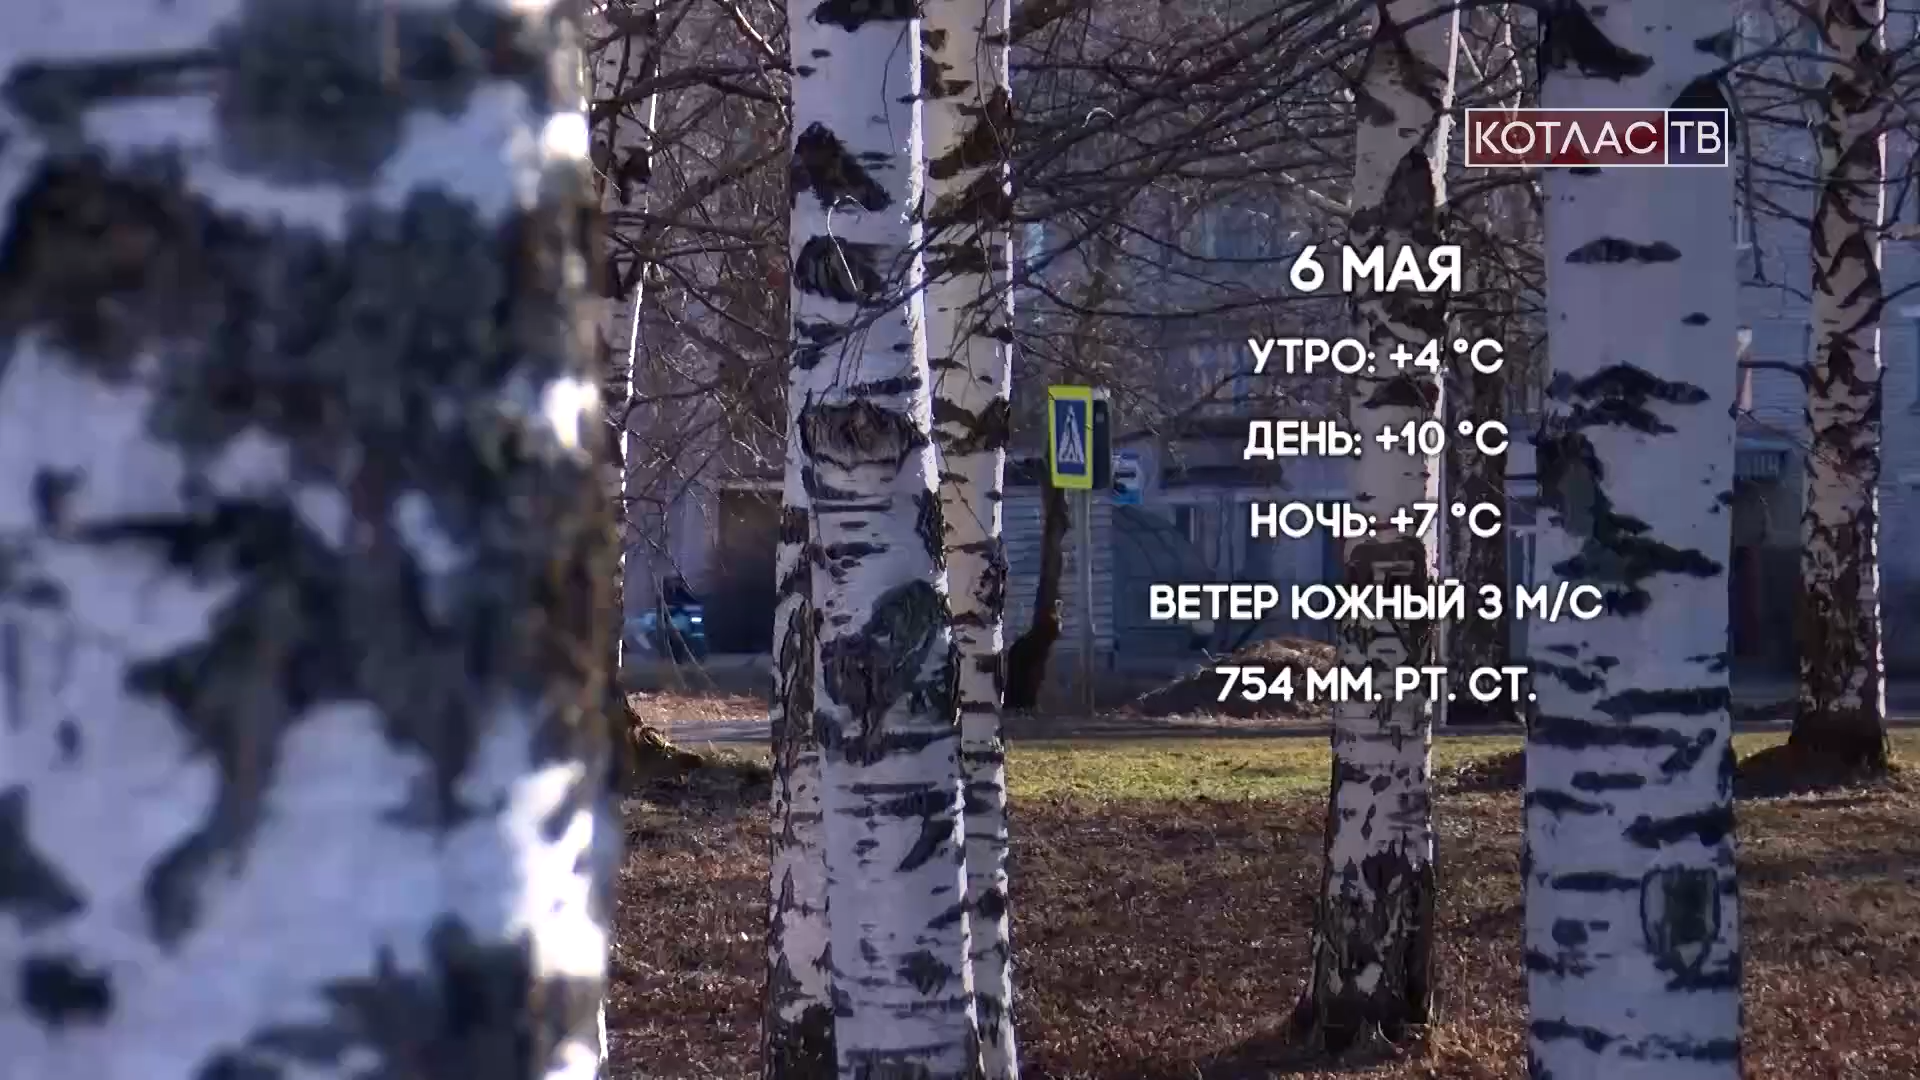 КОТЛАС ТВ
6 МАЯ
УТРО: +4 °С
ДЕНЬ: +10 °С
НОЧЬ: +7 °С
ВЕТЕР ЮЖНЫЙ 3 М/С
754 ММ. РТ. СТ.